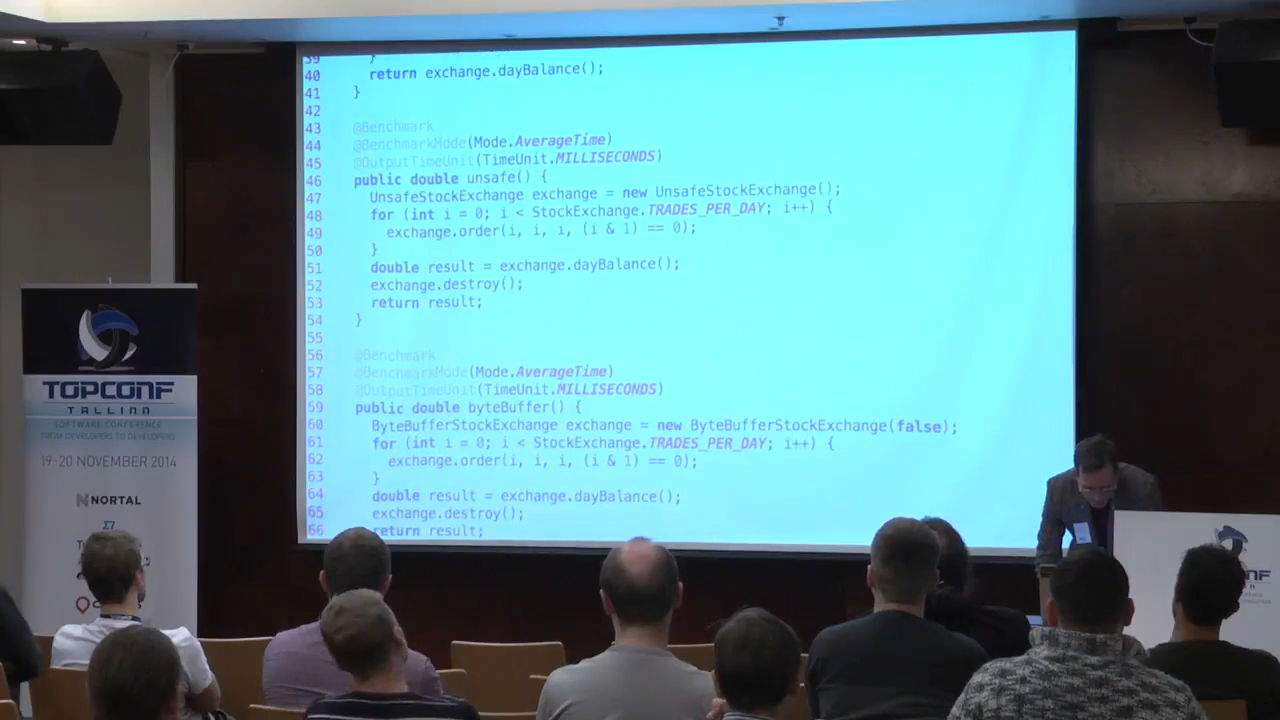 39 }
40 return exchange.dayBalance();
41 }
42
43 @Benchmark
44 @BenchmarkMode(Mode.AverageTime)
45 @OutputTimeUnit(TimeUnit.MILLISECONDS)
46 public double unsafe() {
47 UnsafeStockExchange exchange = new UnsafeStockExchange();
48 for (int i = 0; i < StockExchange.TRADES_PER_DAY; i++) {
49 exchange.order(i, i, i, (i & 1) == 0);
50 }
51 double result = exchange.dayBalance();
52 exchange.destroy();
53 return result;
54 }
55
56 @Benchmark
57 @BenchmarkMode(Mode.AverageTime)
58 @OutputTimeUnit(TimeUnit.MILLISECONDS)
59 public double byteBuffer() {
60 ByteBufferStockExchange exchange = new ByteBufferStockExchange(false);
61 for (int i = 0; i < StockExchange.TRADES_PER_DAY; i++) {
62 exchange.order(i, i, i, (i & 1) == 0);
63 }
64 double result = exchange.dayBalance();
65 exchange.destroy();
66 return result;
TOPCONF
TALLINN
SOFTWARE CONFERENCE
FROM DEVELOPERS TO DEVELOPERS
19-20 NOVEMBER 2014
NORTAL